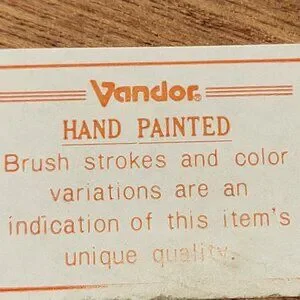 Vandor®
HAND PAINTED
Brush strokes and color
variations are an
indication of this item's
unique quality.